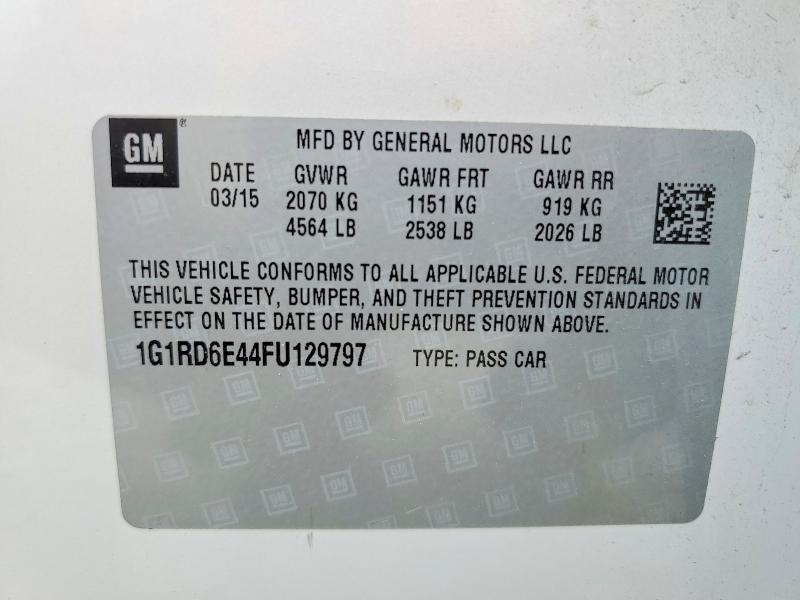 GM ®
MFD BY GENERAL MOTORS LLC
DATE GVWR GAWR FRT GAWR RR
03/15 2070 KG 1151 KG 919 KG
4564 LB 2538 LB 2026 LB
THIS VEHICLE CONFORMS TO ALL APPLICABLE U.S. FEDERAL MOTOR
VEHICLE SAFETY, BUMPER, AND THEFT PREVENTION STANDARDS IN
EFFECT ON THE DATE OF MANUFACTURE SHOWN ABOVE.
1G1RD6E44FU129797 TYPE: PASS CAR